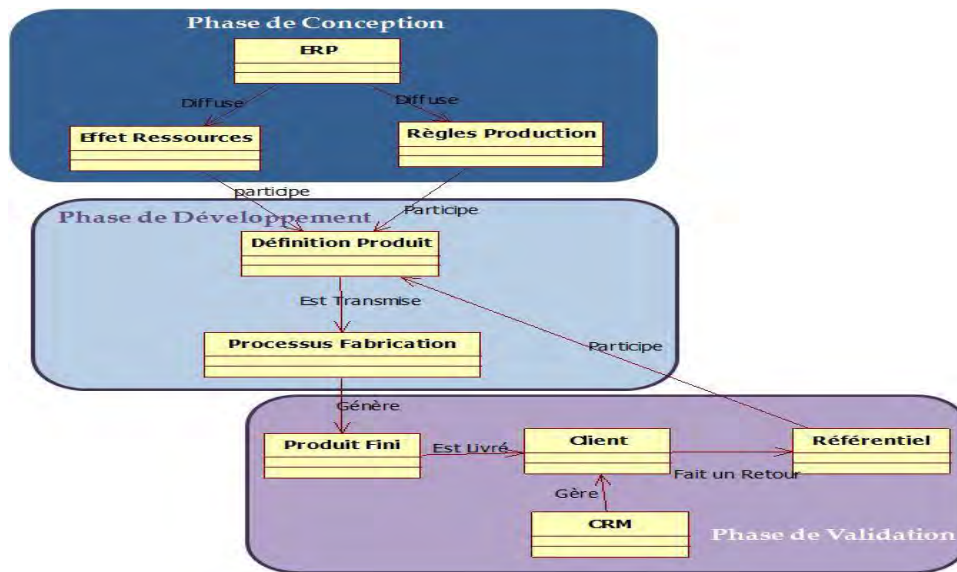 Phase de Conception
ERP
Diffuse
Diffuse
Effet Ressources
Règles Production
participe
Participe
Phase de Développement
Définition Produit
Est Transmise
Processus Fabrication
Participe
Génère
Produit Fini
Est Livré
Client
Référentiel
Fait un Retour
Gère
CRM
Phase de Validation